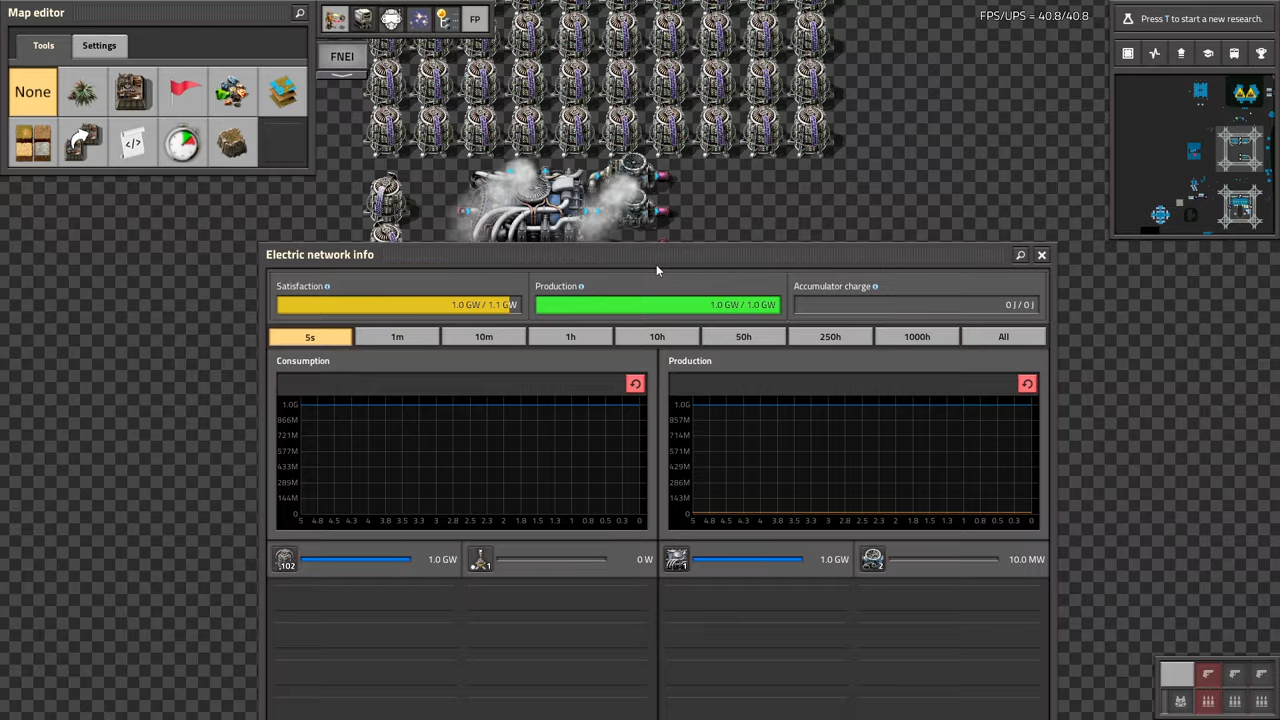 Map editor
FP
FPS/UPS = 40.8/40.8
Press T to start a new research.
Tools
Settings
FNEI
None
</>
Electric network info
Satisfaction
Production
Accumulator charge
1.0 GW / 1.1 GW
1.0 GW / 1.0 GW
0 J / 0 J
5s
1m
10m
1h
10h
50h
250h
1000h
All
Consumption
Production
1.0G
866M
721M
577M
433M
289M
144M
0
5 4.8 4.5 4.3 4 3.8 3.5 3.3 3 2.8 2.5 2.3 2 1.8 1.5 1.3 1 0.8 0.5 0.3 0
1.0G
857M
714M
571M
429M
286M
143M
0
5 4.8 4.5 4.3 4 3.8 3.5 3.3 3 2.8 2.5 2.3 2 1.8 1.5 1.3 1 0.8 0.5 0.3 0
102
1.0 GW
1
0 W
1
1.0 GW
2
10.0 MW